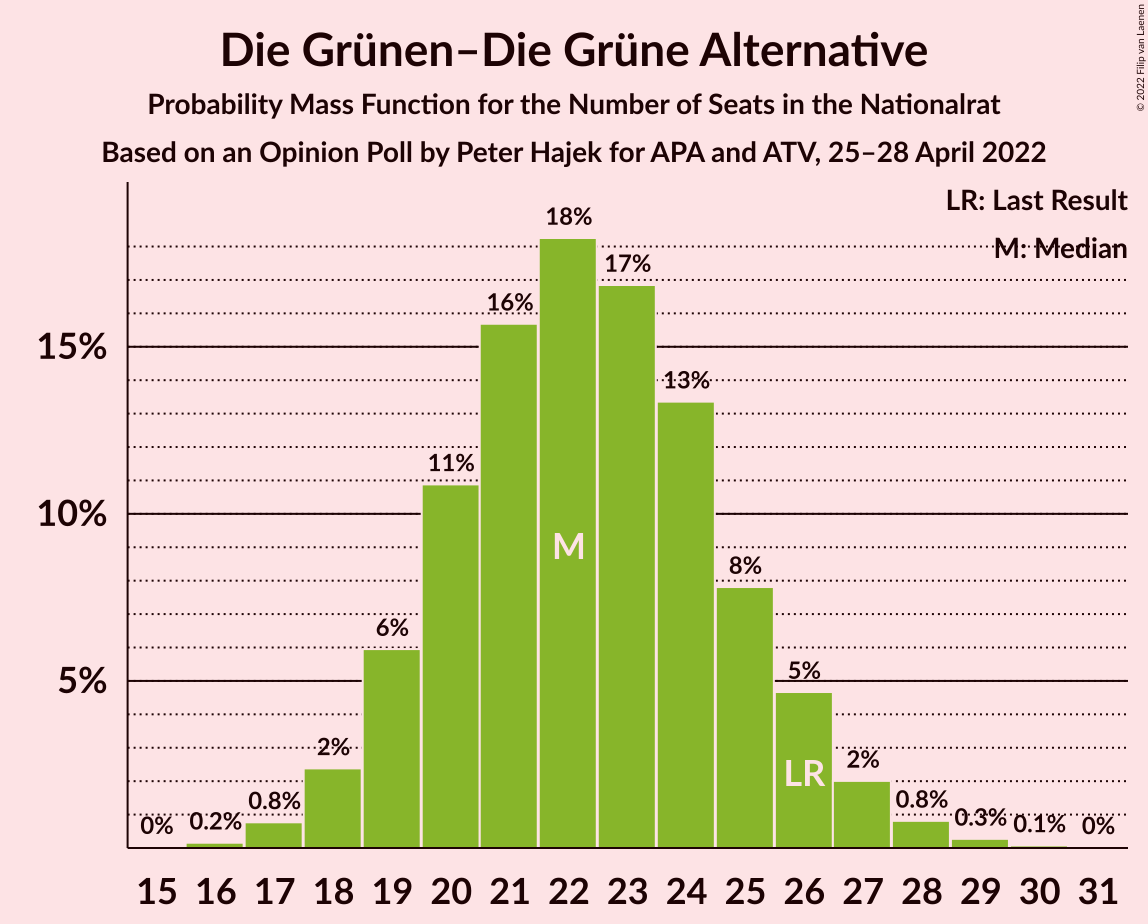 © 2022 Filip van Laenen
Die Grünen–Die Grüne Alternative
Probability Mass Function for the Number of Seats in the Nationalrat
Based on an Opinion Poll by Peter Hajek for APA and ATV, 25–28 April 2022
LR: Last Result
M: Median
15%
10%
5%
0%
0.2%
0.8%
2%
6%
11%
16%
18%
17%
13%
8%
5%
2%
0.8%
0.3%
0.1%
0%
M
LR
15 16 17 18 19 20 21 22 23 24 25 26 27 28 29 30 31